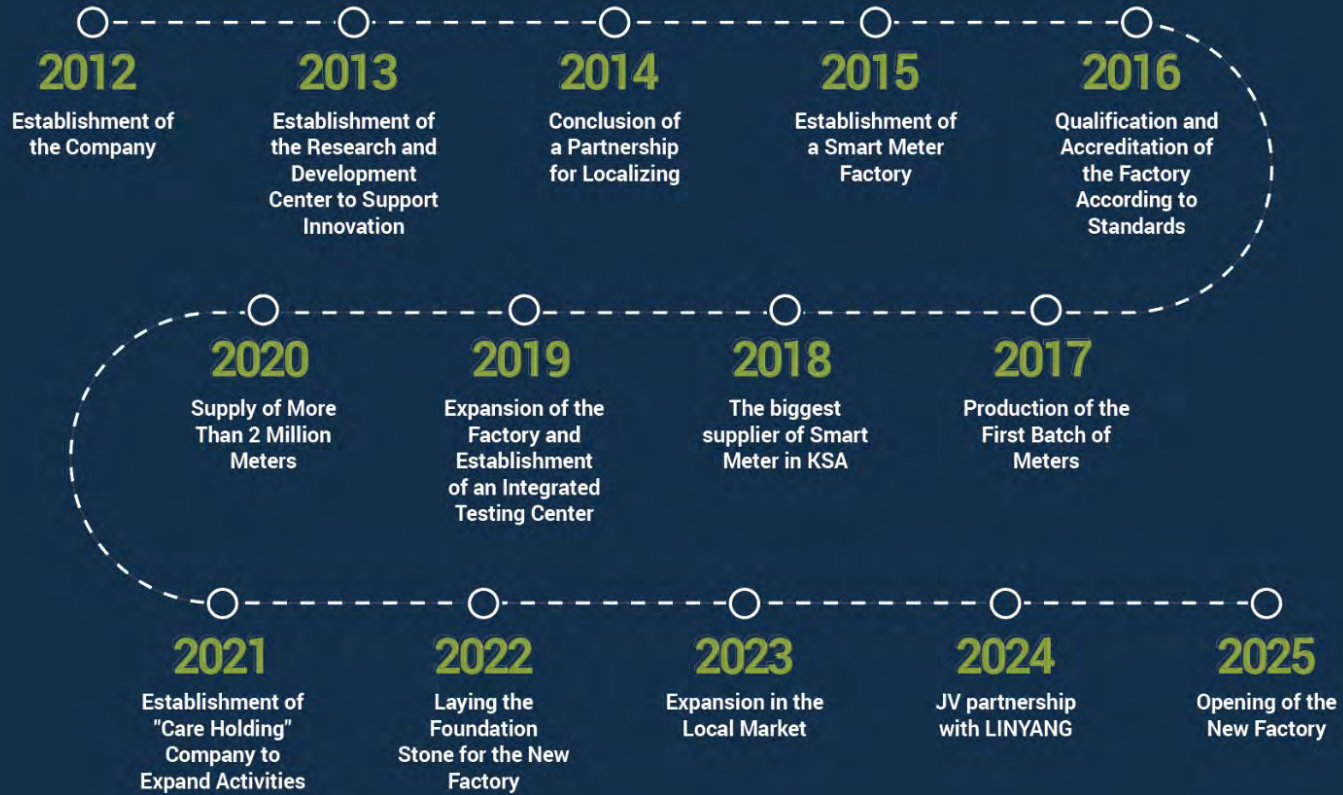 2012
Establishment of
the Company
2013
Establishment of
the Research and
Development
Center to Support
Innovation
2014
Conclusion of
a Partnership
for Localizing
2015
Establishment of
a Smart Meter
Factory
2016
Qualification and
Accreditation of
the Factory
According to
Standards
2017
Production of the
First Batch of
Meters
2018
The biggest
supplier of Smart
Meter in KSA
2019
Expansion of the
Factory and
Establishment
of an Integrated
Testing Center
2020
Supply of More
Than 2 Million
Meters
2021
Establishment of
"Care Holding"
Company to
Expand Activities
2022
Laying the
Foundation
Stone for the New
Factory
2023
Expansion in the
Local Market
2024
JV partnership
with LINYANG
2025
Opening of the
New Factory